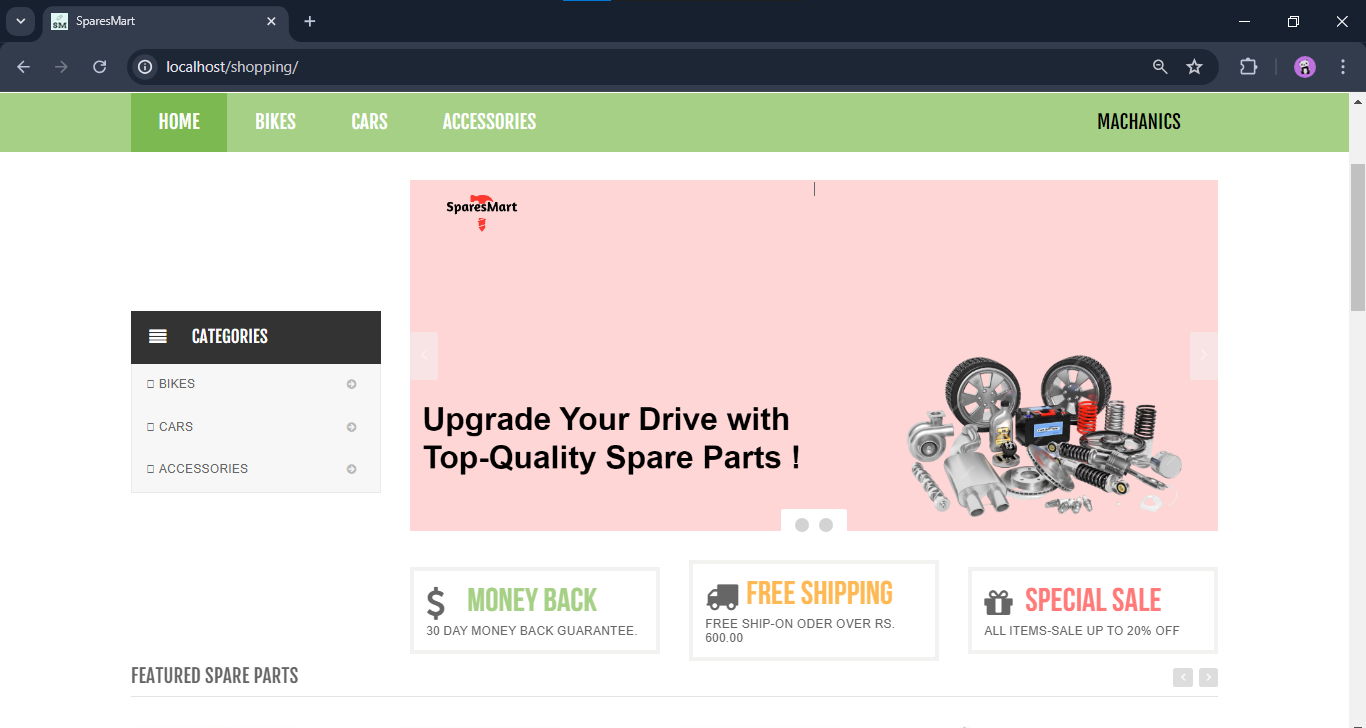 SM SparesMart
localhost/shopping/
HOME BIKES CARS ACCESSORIES MACHANICS
SparesMart
CATEGORIES
BIKES
CARS
ACCESSORIES
Upgrade Your Drive with
Top-Quality Spare Parts !
MONEY BACK
30 DAY MONEY BACK GUARANTEE.
FREE SHIPPING
FREE SHIP-ON ODER OVER RS.
600.00
SPECIAL SALE
ALL ITEMS-SALE UP TO 20% OFF
FEATURED SPARE PARTS